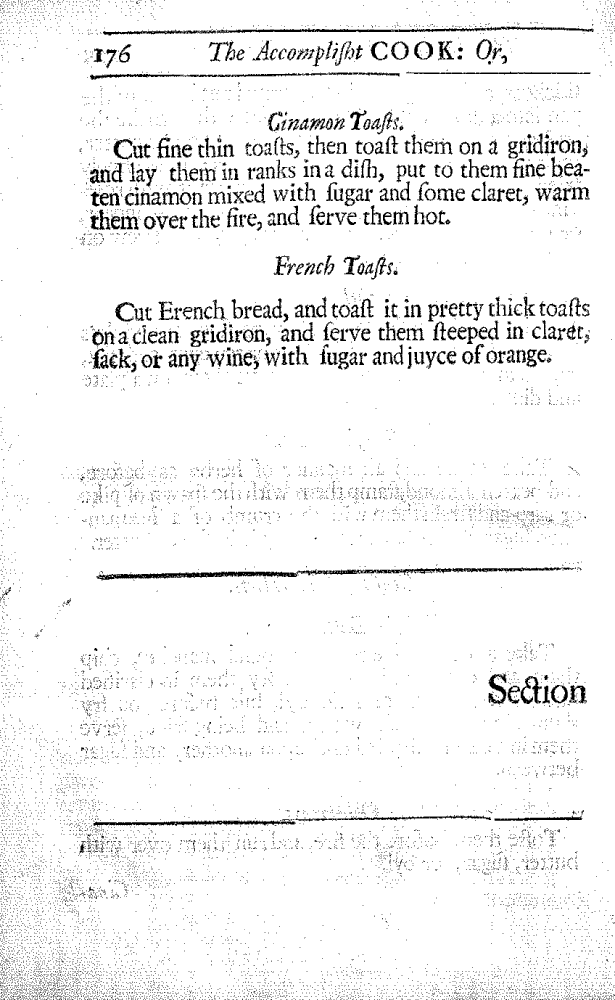 176 The Accompliſht COOK: Or,
Cinamon Toaſts.
Cut fine thin toaſts, then toaſt them on a gridiron,
and lay them in ranks in a diſh, put to them fine bea-
ten cinamon mixed with ſugar and ſome claret, warm
them over the fire, and ſerve them hot.
French Toaſts.
Cut Erench bread, and toaſt it in pretty thick toaſts
on a clean gridiron, and ſerve them ſteeped in claret,
ſack, or any wine, with ſugar and juyce of orange.
Section